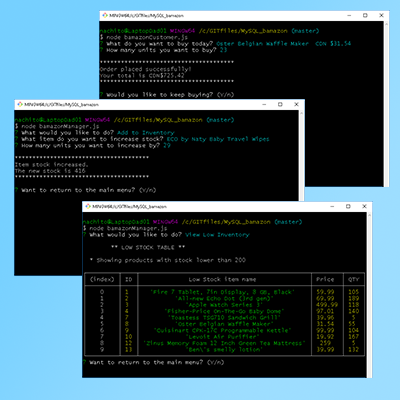 MINGW64:/c/GITfiles/MySQL_bamazon
nachito@LaptopDad01 MINGW64 /c/GITfiles/MySQL_bamazon (master)
$ node bamazonCustomer.js
? What do you want to buy today? Oster Belgian Waffle Maker CDN $31.54
? How many units you want to buy? 23
***********************************
Order placed successfully!
Your total is CDN$725.42
***********************************
? Would you like to keep buying? (Y/n)
MINGW64:/c/GITfiles/MySQL_bamazon
nachito@LaptopDad01 MINGW64 /c/GITfiles/MySQL_bamazon (master)
$ node bamazonManager.js
? What would you like to do? Add to Inventory
? What item do you want to increase stock? ECO by Naty Baby Travel Wipes
? How many units you want to increase by? 29
***********************************
Item stock increased.
The new stock is 416
***********************************
? Want to return to the main menu? (Y/n)
MINGW64:/c/GITfiles/MySQL_bamazon
nachito@LaptopDad01 MINGW64 /c/GITfiles/MySQL_bamazon (master)
$ node bamazonManager.js
? What would you like to do? View Low Inventory
** LOW STOCK TABLE **
* Showing products with stock lower than 200
(index) ID Low Stock item name Price QTY
0 1 'Fire 7 Tablet, 7in Display, 8 GB, Black' 59.99 105
1 2 'All-new Echo Dot (3rd gen)' 69.99 189
2 3 'Apple Watch Series 3' 499.99 118
3 4 'Fisher-Price On-the-Go Baby Dome' 97.01 140
4 7 'Toastess TSG710 Sandwich Grill' 39.96 5
5 8 'Oster Belgian Waffle Maker' 31.54 55
6 9 'Cuisinart CPK-17C Programmable Kettle' 99.99 104
7 10 'Levoit Air Purifier' 19.92 167
8 12 'Zinus Memory Foam 12 Inch Green Tea Mattress' 259 5
9 13 'Ben\'s smelly lotion' 39.99 132
? Want to return to the main menu? (Y/n)